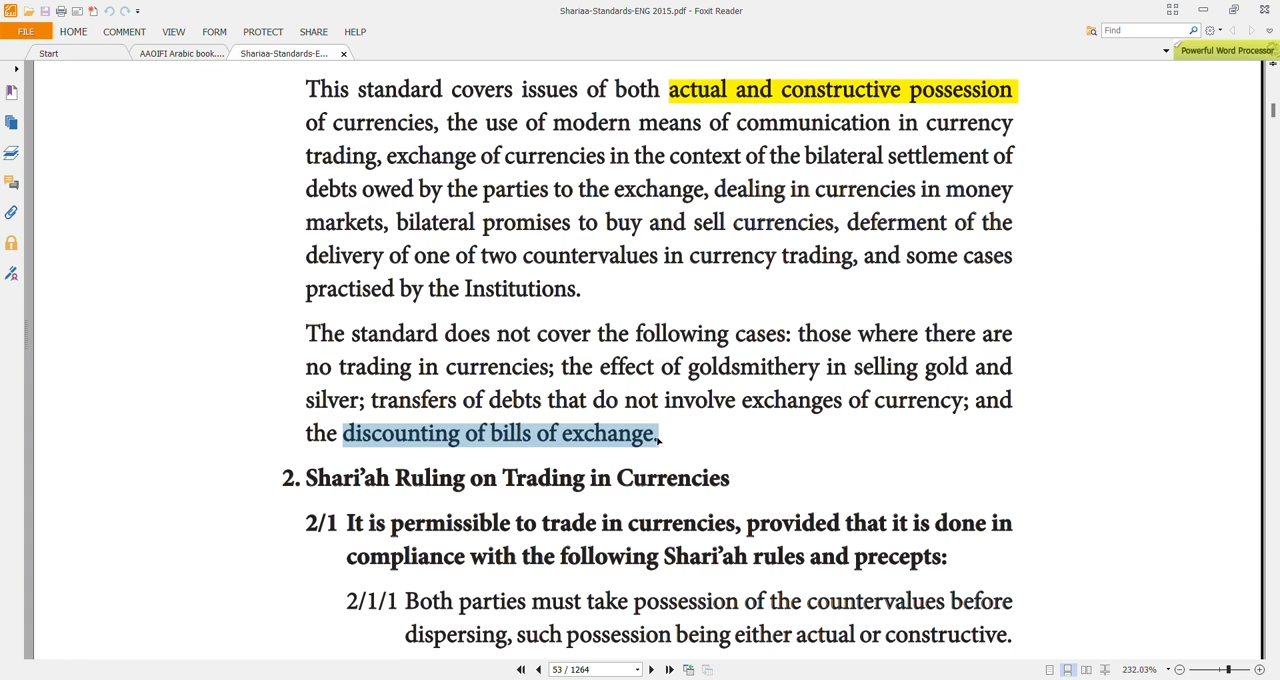 Shariaa-Standards-ENG 2015.pdf - Foxit Reader
FILE HOME COMMENT VIEW FORM PROTECT SHARE HELP Find
Start AAOIFI Arabic book.... Shariaa-Standards-E... Powerful Word Processor
This standard covers issues of both actual and constructive possession
of currencies, the use of modern means of communication in currency
trading, exchange of currencies in the context of the bilateral settlement of
debts owed by the parties to the exchange, dealing in currencies in money
markets, bilateral promises to buy and sell currencies, deferment of the
delivery of one of two countervalues in currency trading, and some cases
practised by the Institutions.
The standard does not cover the following cases: those where there are
no trading in currencies; the effect of goldsmithery in selling gold and
silver; transfers of debts that do not involve exchanges of currency; and
the discounting of bills of exchange.
2. Shari’ah Ruling on Trading in Currencies
2/1 It is permissible to trade in currencies, provided that it is done in
compliance with the following Shari’ah rules and precepts:
2/1/1 Both parties must take possession of the countervalues before
dispersing, such possession being either actual or constructive.
53 / 1264 232.03%